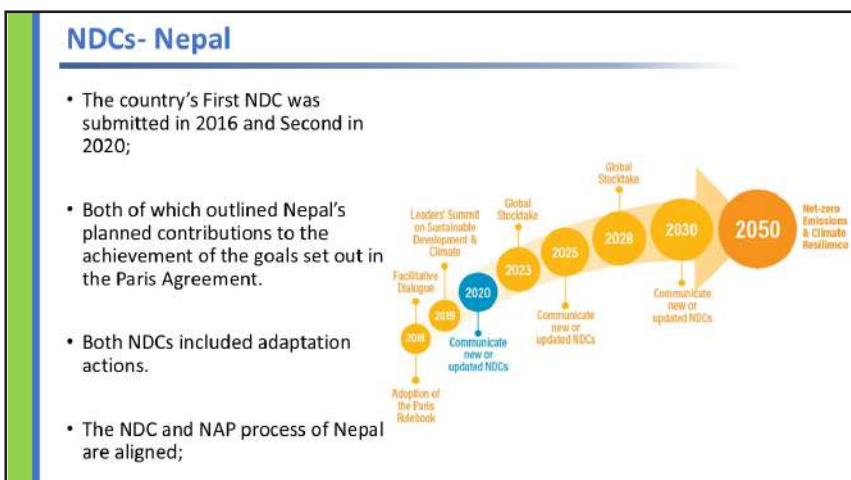 NDCs- Nepal
• The country's First NDC was
submitted in 2016 and Second in
2020;
• Both of which outlined Nepal's
planned contributions to the
achievement of the goals set out in
the Paris Agreement.
• Both NDCs included adaptation
actions.
• The NDC and NAP process of Nepal
are aligned;
Facilitative
Dialogue
2018
Adoption of
the Paris
Rulebook
Leaders' Summit
on Sustainable
Development &
Climate
2019
2020
Communicate
new or
updated NDCs
Global
Stocktake
2023
2025
Communicate
new or
updated NDCs
Global
Stocktake
2028
2030
Communicate
new or
updated NDCs
2050
Net-zero
Emissions
& Climate
Resilience